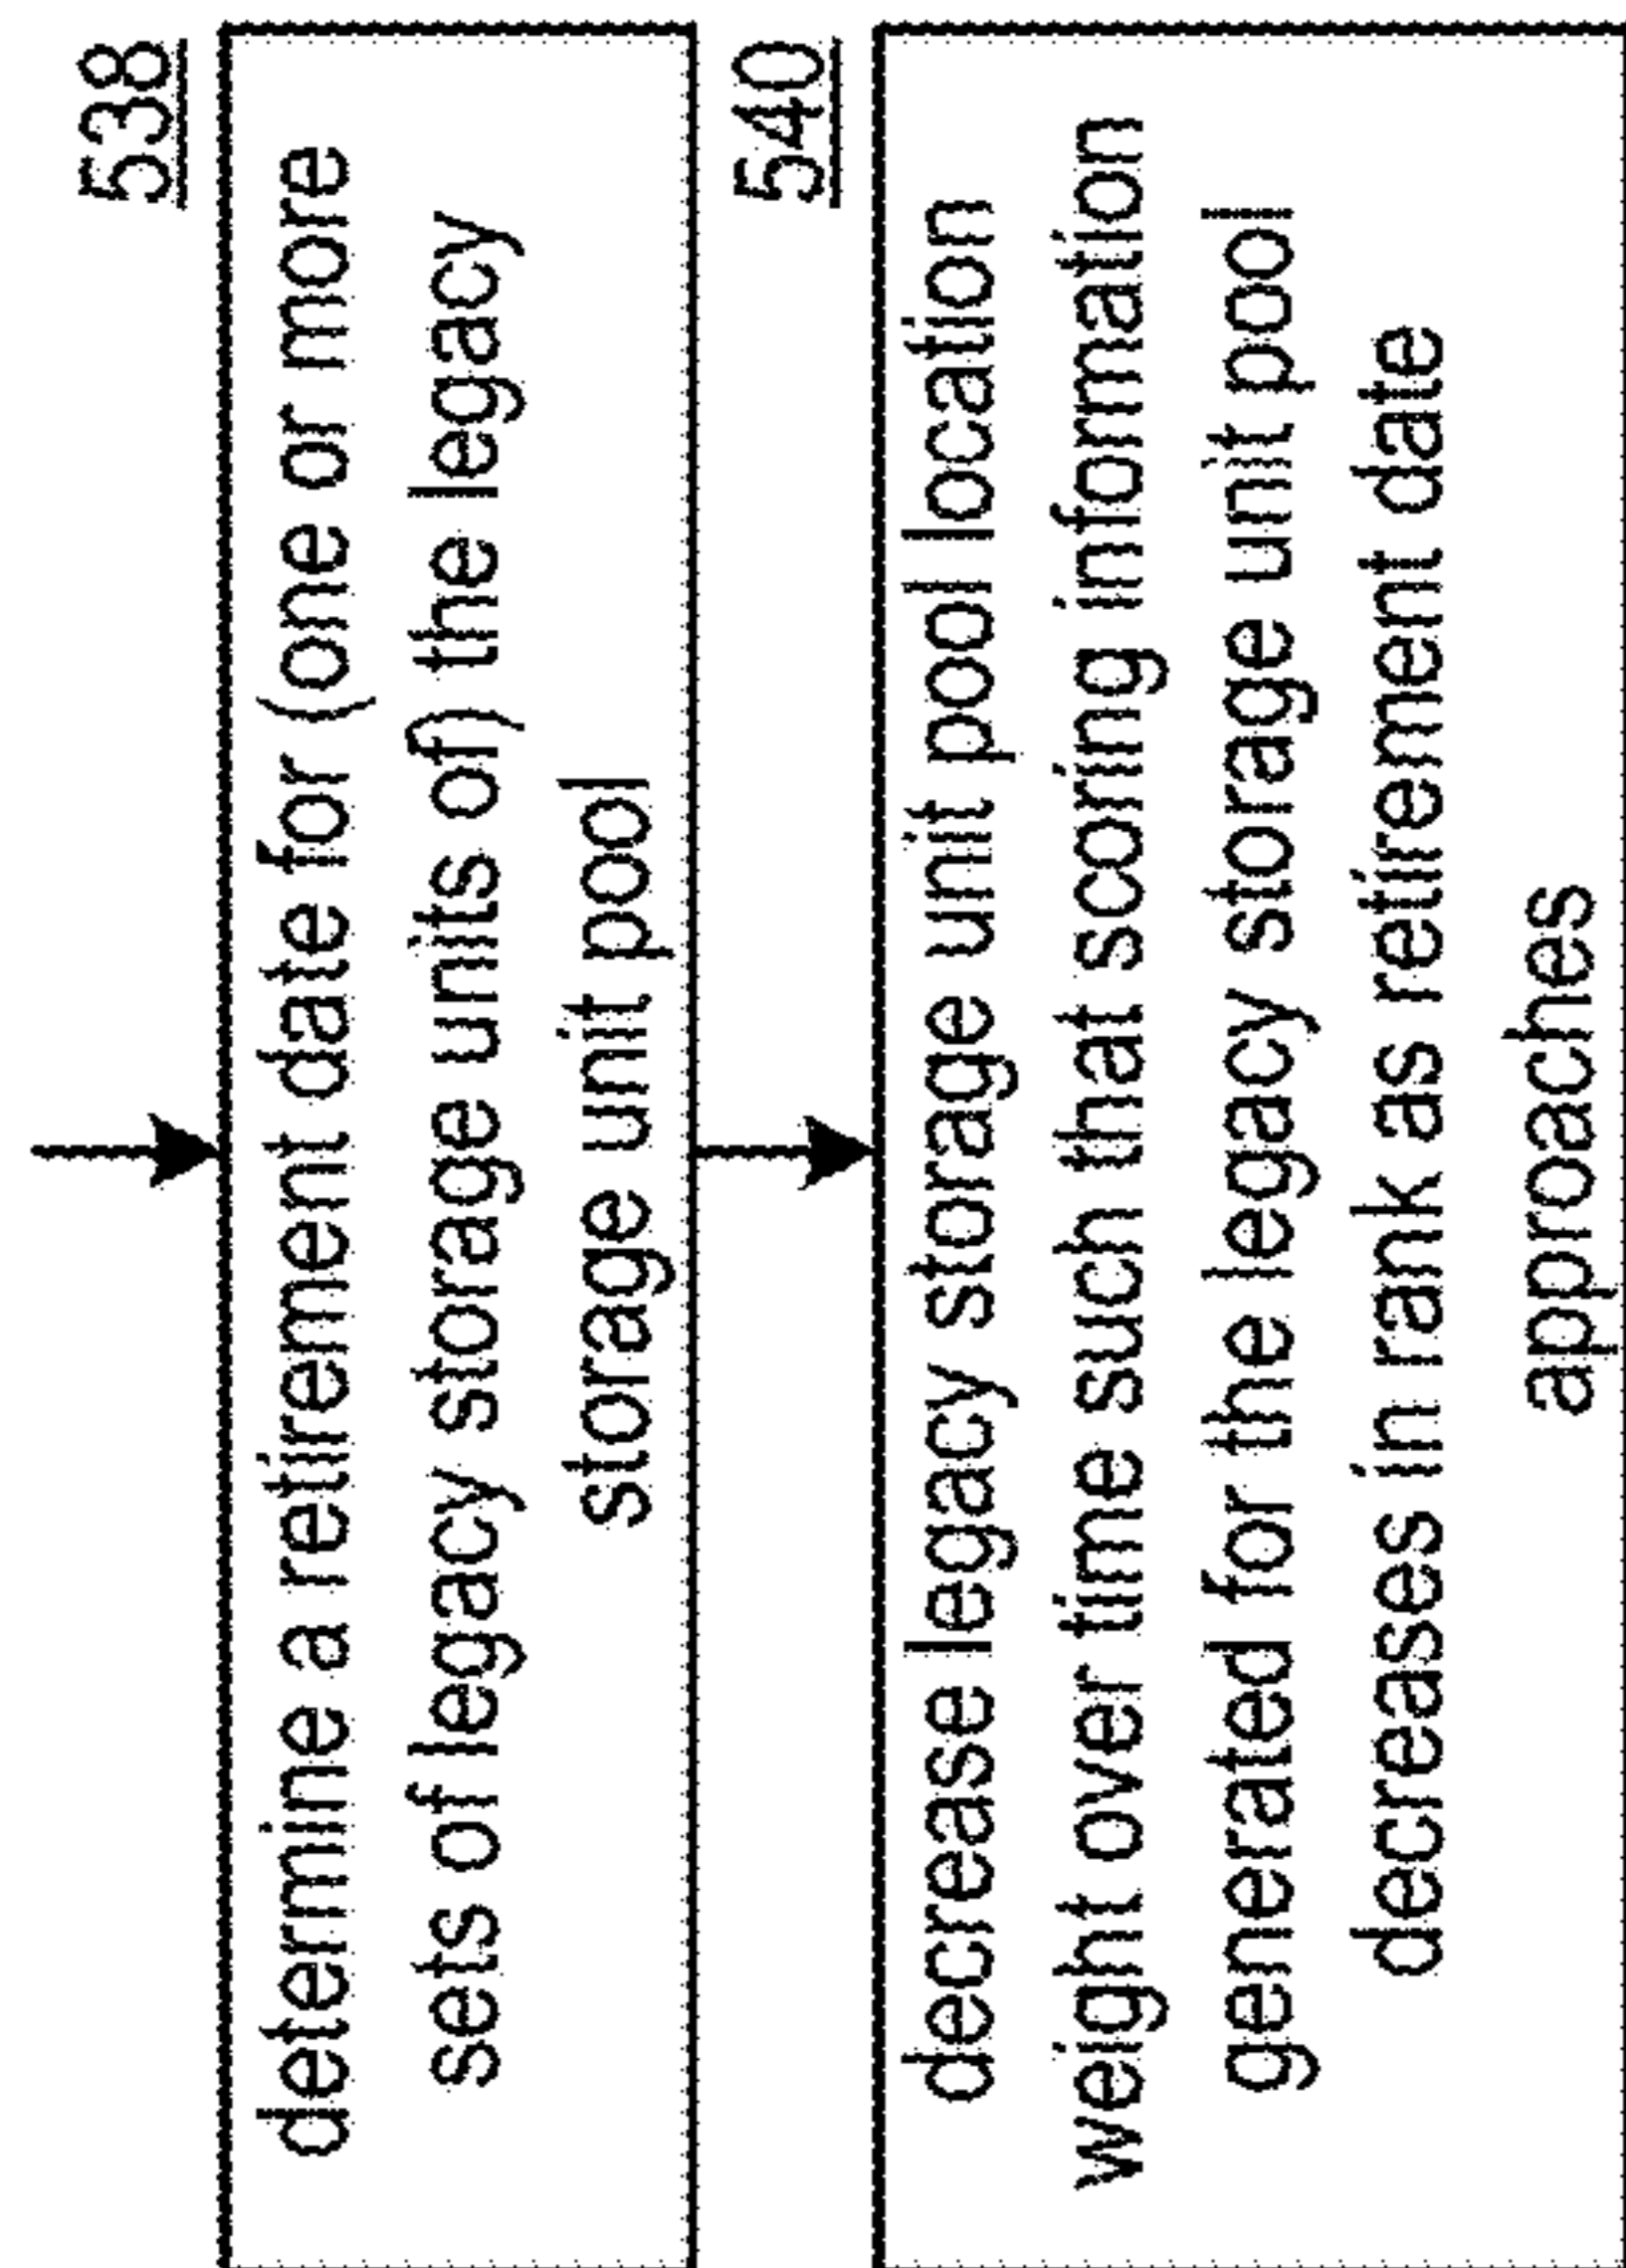 538
determine a retirement date for (one or more
sets of legacy storage units of) the legacy
storage unit pool
540
decrease legacy storage unit pool location
weight over time such that scoring information
generated for the legacy storage unit pool
decreases in rank as retirement date
approaches